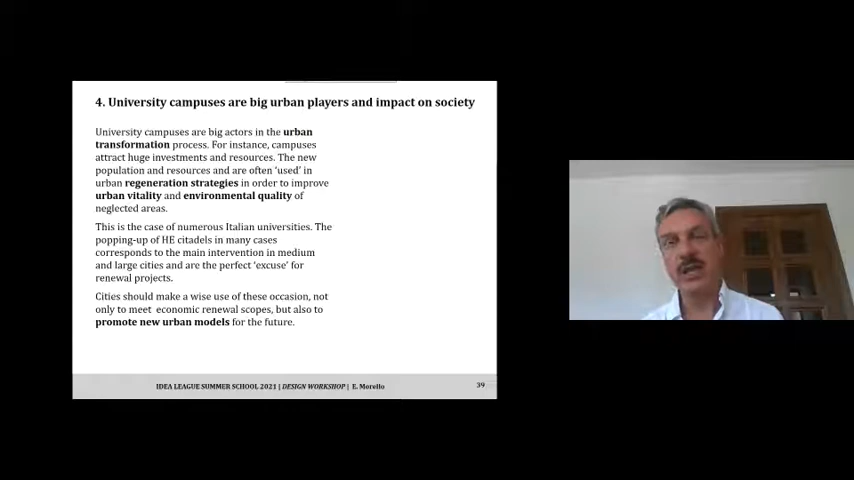 4. University campuses are big urban players and impact on society
University campuses are big actors in the urban
transformation process. For instance, campuses
attract huge investments and resources. The new
population and resources and are often ‘used’ in
urban regeneration strategies in order to improve
urban vitality and environmental quality of
neglected areas.
This is the case of numerous Italian universities. The
popping-up of HE citadels in many cases
corresponds to the main intervention in medium
and large cities and are the perfect ‘excuse’ for
renewal projects.
Cities should make a wise use of these occasion, not
only to meet economic renewal scopes, but also to
promote new urban models for the future.
IDEA LEAGUE SUMMER SCHOOL 2021 | DESIGN WORKSHOP | E. Morello
39